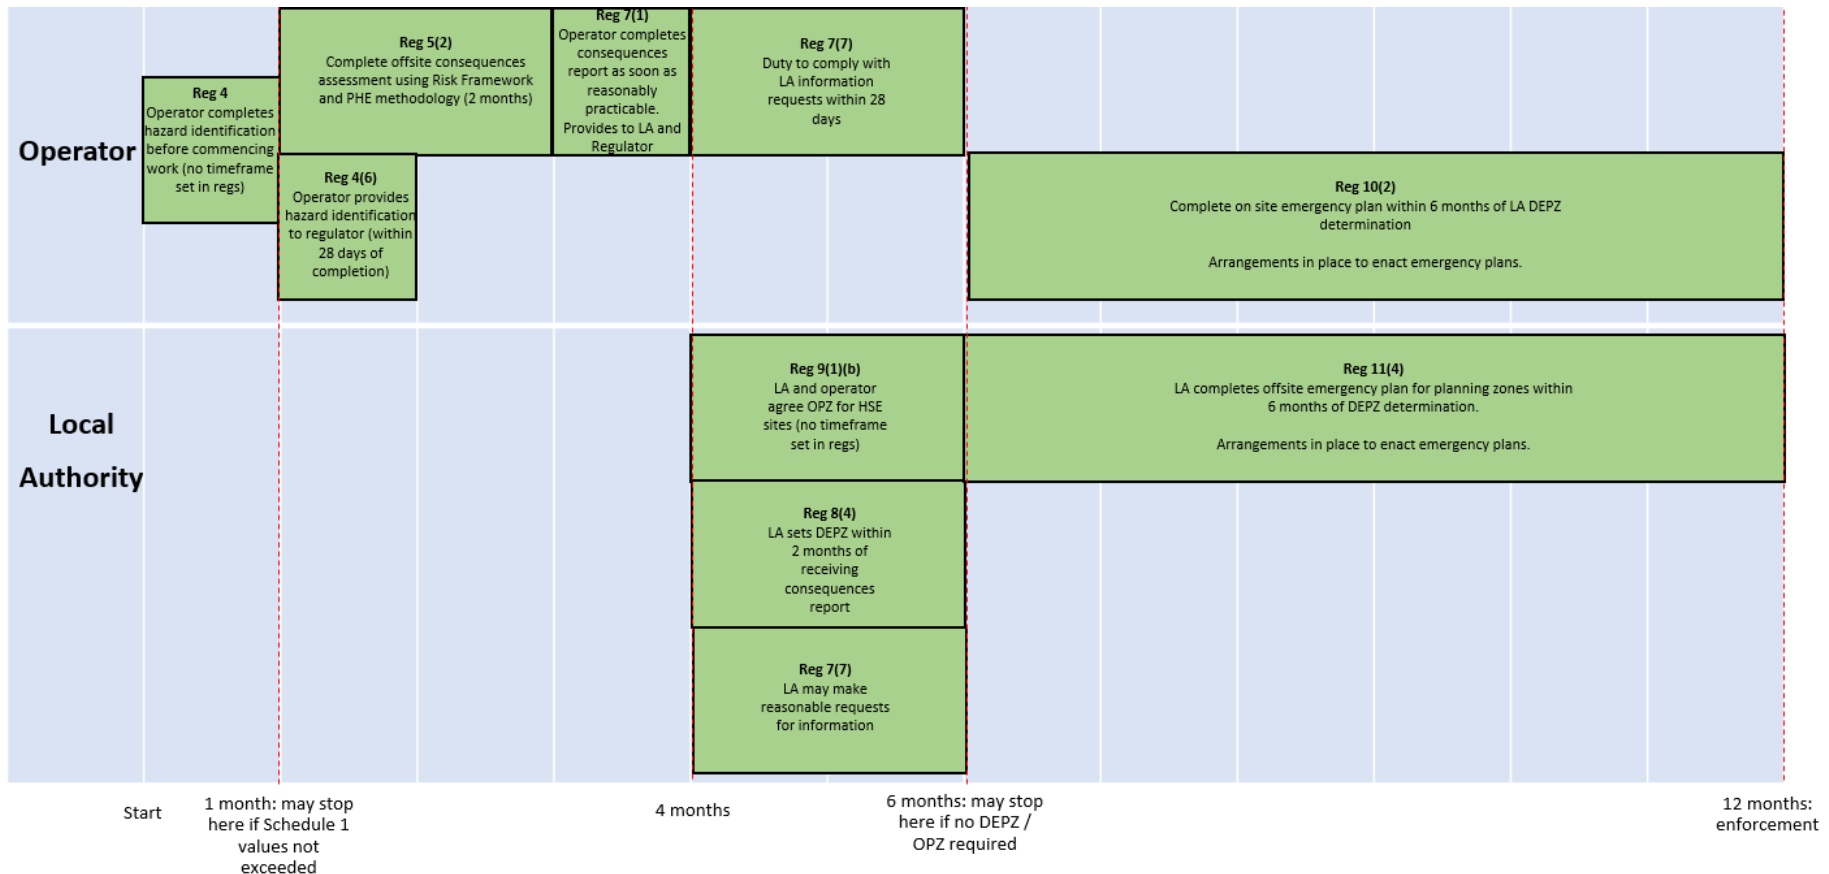 Operator
Reg 4
Operator completes
hazard identification
before commencing
work (no timeframe
set in regs)
Reg 5(2)
Complete offsite consequences
assessment using Risk Framework
and PHE methodology (2 months)
Reg 4(6)
Operator provides
hazard identification
to regulator (within
28 days of
completion)
Reg 7(1)
Operator completes
consequences
report as soon as
reasonably
practicable.
Provides to LA and
Regulator
Reg 7(7)
Duty to comply with
LA information
requests within 28
days
Reg 10(2)
Complete on site emergency plan within 6 months of LA DEPZ
determination
Arrangements in place to enact emergency plans.
Local
Authority
Reg 9(1)(b)
LA and operator
agree OPZ for HSE
sites (no timeframe
set in regs)
Reg 8(4)
LA sets DEPZ within
2 months of
receiving
consequences
report
Reg 7(7)
LA may make
reasonable requests
for information
Reg 11(4)
LA completes offsite emergency plan for planning zones within
6 months of DEPZ determination.
Arrangements in place to enact emergency plans.
Start
1 month: may stop
here if Schedule 1
values not
exceeded
4 months
6 months: may stop
here if no DEPZ /
OPZ required
12 months:
enforcement